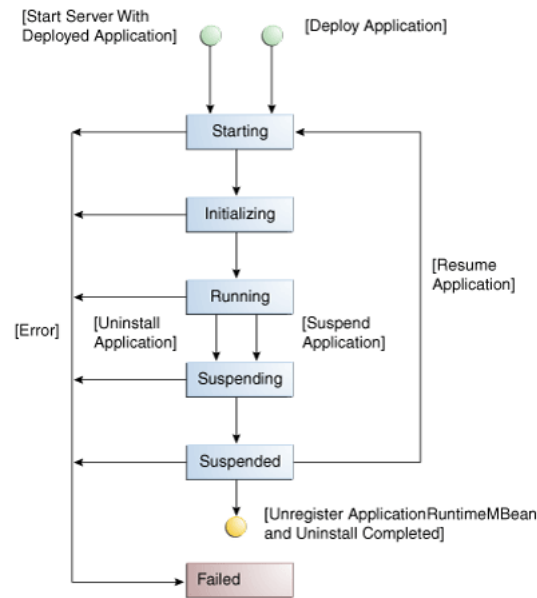 [Start Server With
Deployed Application]
[Deploy Application]
Starting
Initializing
[Resume
Application]
Running
[Error]
[Uninstall
Application]
[Suspend
Application]
Suspending
Suspended
[Unregister ApplicationRuntimeMBean
and Uninstall Completed]
Failed